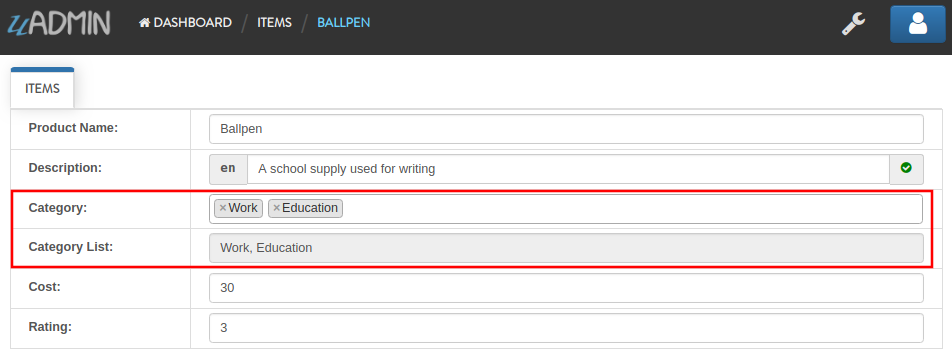 uADMIN DASHBOARD / ITEMS / BALLPEN
ITEMS
Product Name: Ballpen
Description: en A school supply used for writing
Category: ×Work ×Education
Category List: Work, Education
Cost: 30
Rating: 3